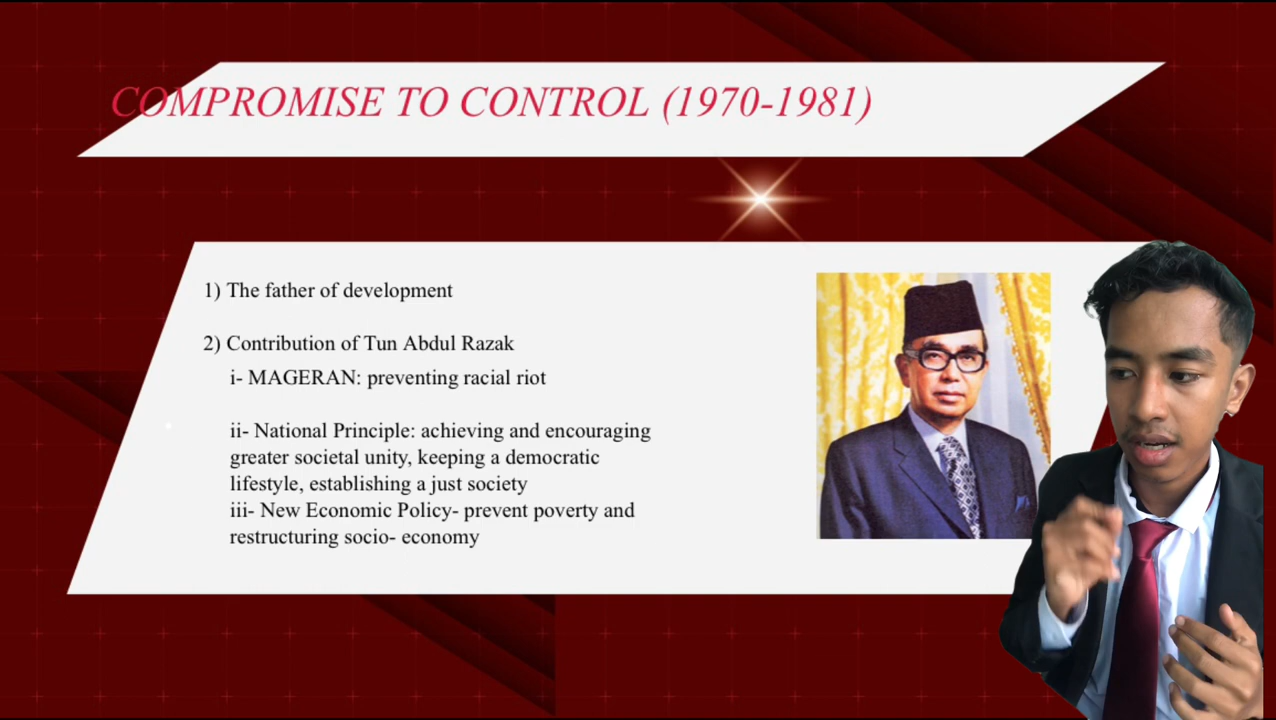 COMPROMISE TO CONTROL (1970-1981)
1) The father of development
2) Contribution of Tun Abdul Razak
i- MAGERAN: preventing racial riot
ii- National Principle: achieving and encouraging
greater societal unity, keeping a democratic
lifestyle, establishing a just society
iii- New Economic Policy- prevent poverty and
restructuring socio- economy